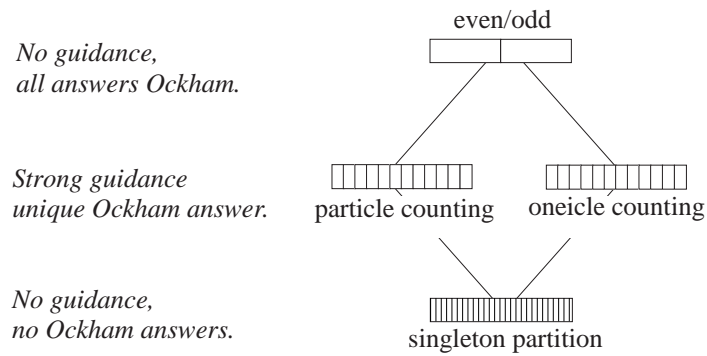 even/odd
No guidance,
all answers Ockham.
Strong guidance
unique Ockham answer.
particle counting
oneicle counting
No guidance,
no Ockham answers.
singleton partition